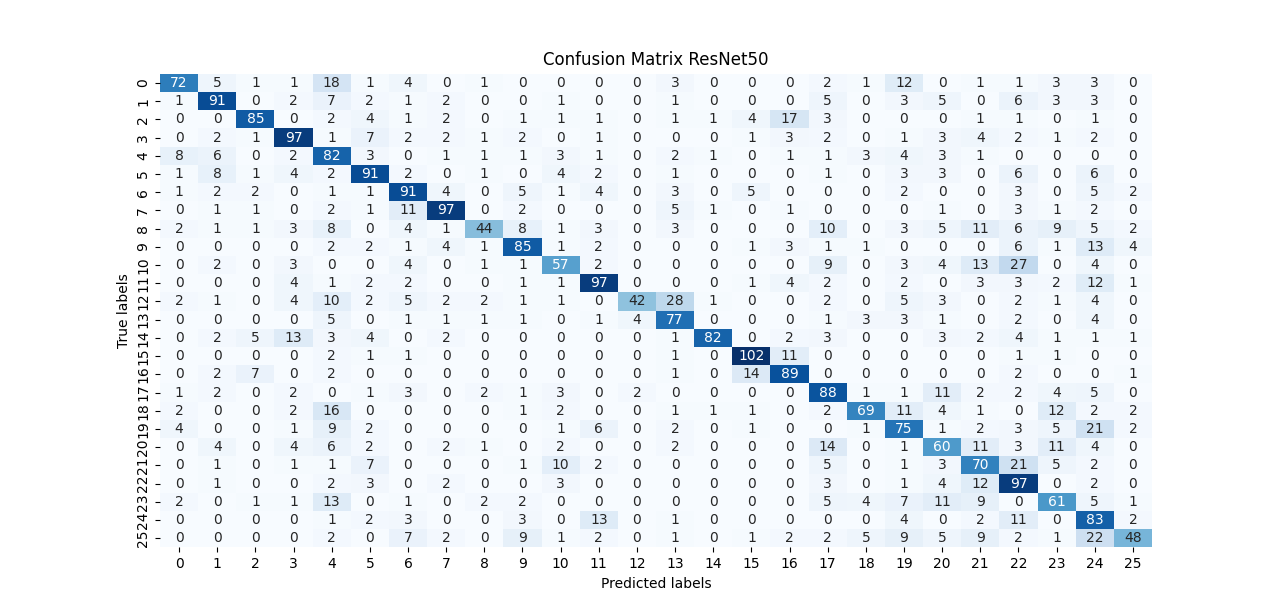 Confusion Matrix ResNet50
0 72 5 1 1 18 1 4 0 1 0 0 0 0 3 0 0 0 2 1 12 0 1 1 3 3 0
1 1 91 0 2 7 2 1 2 0 0 1 0 0 1 0 0 0 5 0 3 5 0 6 3 3 0
2 0 0 85 0 2 4 1 2 0 1 1 1 0 1 1 4 17 3 0 0 0 1 0 1 0
3 0 2 1 97 1 7 2 2 1 2 0 1 0 0 0 1 3 2 0 1 3 4 2 1 2 0
4 8 6 0 2 82 3 0 1 1 1 3 1 0 2 1 0 1 1 3 4 3 1 0 0 0 0
5 1 8 1 4 2 91 2 0 1 0 4 2 0 1 0 0 0 1 0 3 3 0 6 0 6 0
6 1 2 2 0 1 1 91 4 0 5 1 4 0 3 0 5 0 0 0 2 0 0 3 0 5 2
7 0 1 1 0 2 1 11 97 0 2 0 0 0 5 1 0 1 0 0 0 1 0 3 1 2 0
8 2 1 1 3 8 0 4 1 44 8 1 3 0 3 0 0 0 10 0 3 5 11 6 9 5 2
9 0 0 0 0 2 2 1 4 1 85 1 2 0 0 0 1 3 1 1 0 0 0 6 1 13 4
10 0 2 0 3 0 0 4 0 1 1 57 2 0 0 0 0 0 9 0 3 4 13 27 0 4 0
11 0 0 0 4 1 2 2 0 0 1 1 97 0 0 0 1 4 2 0 2 0 3 3 2 12 1
12 2 1 0 4 10 2 5 2 2 1 1 0 42 28 1 0 0 2 0 5 3 0 2 1 4 0
13 0 0 0 0 5 0 1 1 1 1 0 1 4 77 0 0 0 1 3 3 1 0 2 0 4 0
14 0 2 5 13 3 4 0 2 0 0 0 0 0 1 82 0 2 3 0 0 3 2 4 1 1 1
15 0 0 0 0 2 1 1 0 0 0 0 0 0 1 0 102 11 0 0 0 0 0 1 1 0 0
16 0 2 7 0 2 0 0 0 0 0 0 0 0 1 0 14 89 0 0 0 0 0 2 0 0 1
17 1 2 0 2 0 1 3 0 2 1 3 0 2 0 0 0 0 88 1 1 11 2 2 4 5 0
18 2 0 0 2 16 0 0 0 0 1 2 0 0 1 1 1 0 2 69 11 4 1 0 12 2 2
19 4 0 0 1 9 2 0 0 0 0 1 6 0 2 0 0 0 0 1 75 0 2 3 5 21 2
20 0 4 0 4 6 2 0 2 0 1 2 0 0 2 0 0 0 14 0 1 60 11 3 11 4 0
21 0 1 0 1 1 7 0 0 0 1 10 2 0 0 0 0 0 5 0 1 3 70 21 5 2 0
22 0 1 0 0 2 3 0 2 0 0 3 0 0 0 0 0 0 3 0 1 4 12 97 0 2 0
23 2 0 1 1 13 0 1 0 2 2 0 0 0 0 0 0 0 5 4 7 11 9 0 61 5 1
24 0 0 0 0 1 2 3 0 0 3 0 13 0 1 0 0 0 0 0 4 0 2 11 0 83 2
25 0 0 0 0 2 0 7 2 0 9 1 2 0 0 0 1 2 2 5 9 5 9 2 1 22 48
0 1 2 3 4 5 6 7 8 9 10 11 12 13 14 15 16 17 18 19 20 21 22 23 24 25
True labels
Predicted labels